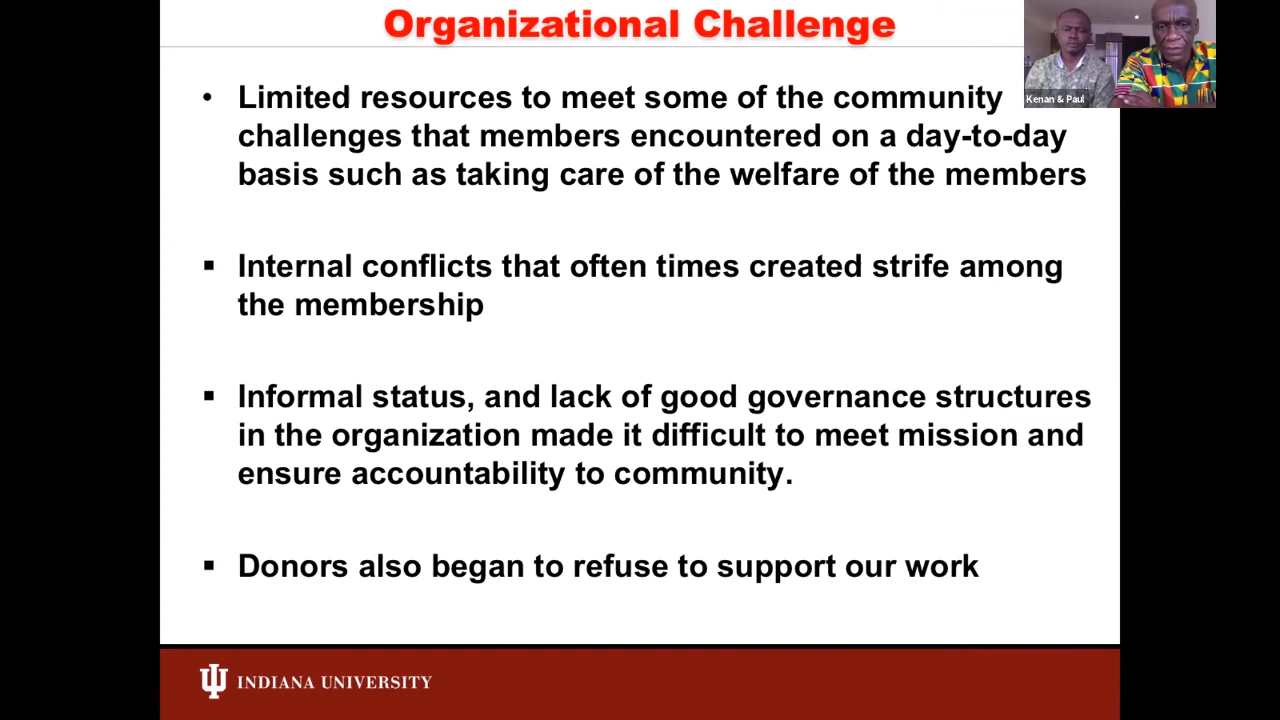 Organizational Challenge
Kenan & Paul
• Limited resources to meet some of the community
challenges that members encountered on a day-to-day
basis such as taking care of the welfare of the members
▪ Internal conflicts that often times created strife among
the membership
▪ Informal status, and lack of good governance structures
in the organization made it difficult to meet mission and
ensure accountability to community.
▪ Donors also began to refuse to support our work
INDIANA UNIVERSITY